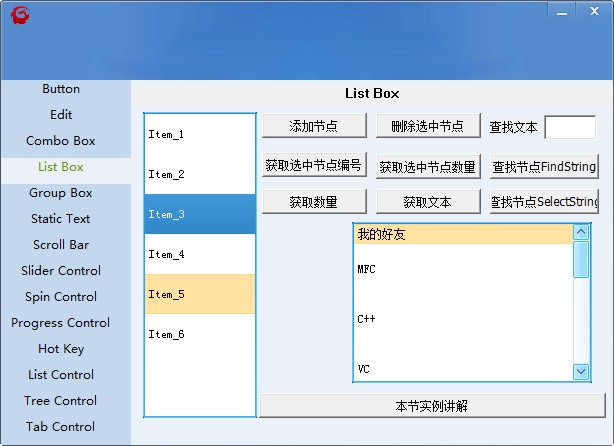 Button
Edit
Combo Box
List Box
Group Box
Static Text
Scroll Bar
Slider Control
Spin Control
Progress Control
Hot Key
List Control
Tree Control
Tab Control
List Box
Item_1
Item_2
Item_3
Item_4
Item_5
Item_6
添加节点
删除选中节点
查找文本
获取选中节点编号
获取选中节点数量
查找节点FindString
获取数量
获取文本
查找节点SelectString
我的好友
MFC
C++
VC
本节实例讲解